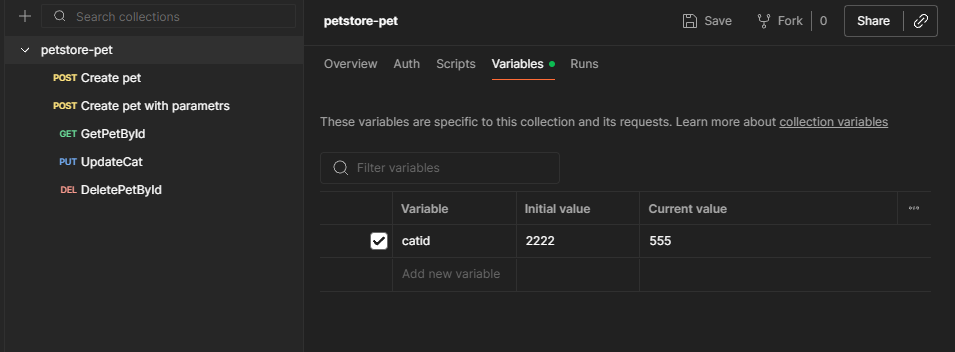 Search collections
petstore-pet
POST Create pet
POST Create pet with parametrs
GET GetPetById
PUT UpdateCat
DEL DeletePetById
petstore-pet
Save
Fork 0
Share
Overview Auth Scripts Variables Runs
These variables are specific to this collection and its requests. Learn more about collection variables
Filter variables
Variable Initial value Current value
catid 2222 555
Add new variable